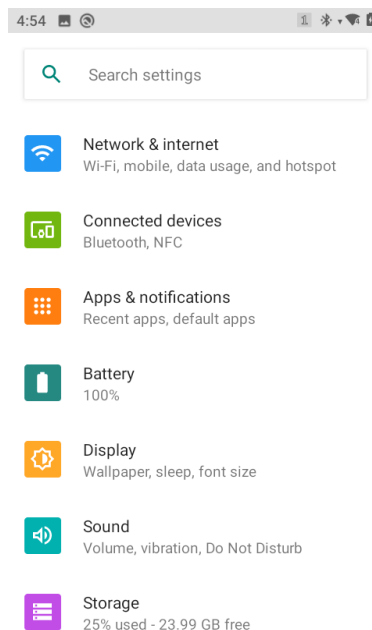 4:54
1
Search settings
Network & internet
Wi-Fi, mobile, data usage, and hotspot
Connected devices
Bluetooth, NFC
Apps & notifications
Recent apps, default apps
Battery
100%
Display
Wallpaper, sleep, font size
Sound
Volume, vibration, Do Not Disturb
Storage
25% used - 23.99 GB free